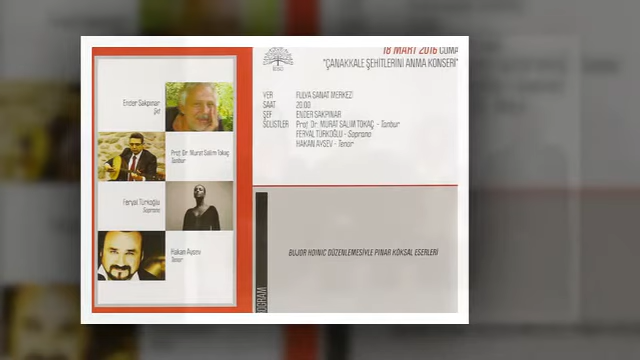 Ender Sakpınar
Şef
Prof. Dr. Murat Salim Tokaç
Tanbur
Feryal Türkoğlu
Soprano
Hakan Aysev
Tenor
18 MART 2016 CUMA
"ÇANAKKALE ŞEHİTLERİNİ ANMA KONSERİ"
YER FULYA SANAT MERKEZİ
SAAT 20.00
ŞEF ENDER SAKPINAR
SOLİSTLER Prof. Dr. MURAT SALİM TOKAÇ - Tanbur
FERYAL TÜRKOĞLU - Soprano
HAKAN AYSEV - Tenor
BUJOR HOINIC DÜZENLEMESİYLE PINAR KÖKSAL ESERLERİ